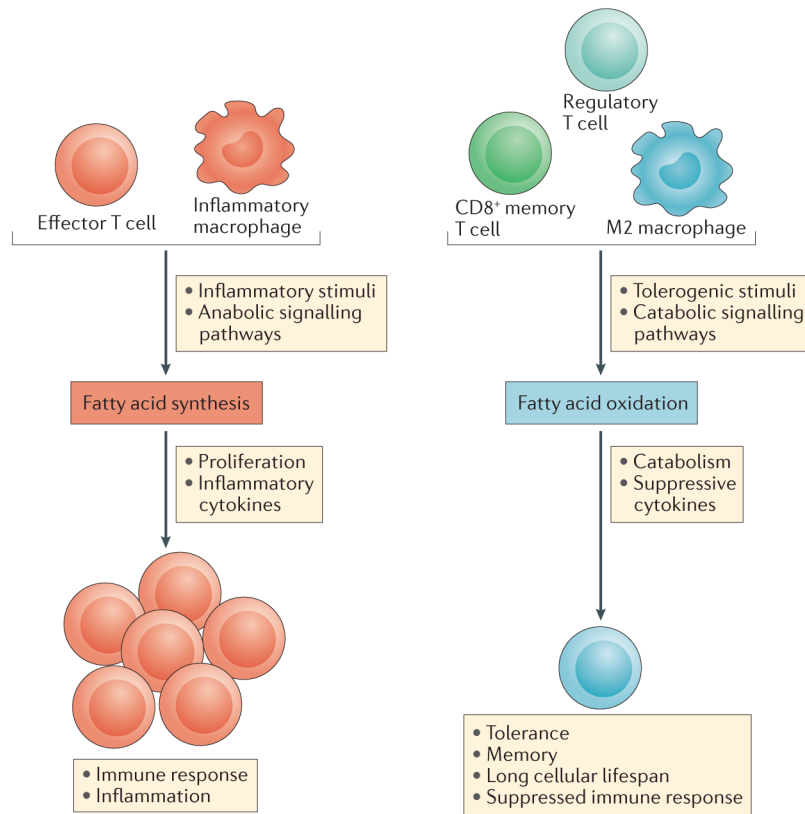 Effector T cell
Inflammatory
macrophage
• Inflammatory stimuli
• Anabolic signalling
pathways
Fatty acid synthesis
• Proliferation
• Inflammatory
cytokines
• Immune response
• Inflammation
Regulatory
T cell
CD8⁺ memory
T cell
M2 macrophage
• Tolerogenic stimuli
• Catabolic signalling
pathways
Fatty acid oxidation
• Catabolism
• Suppressive
cytokines
• Tolerance
• Memory
• Long cellular lifespan
• Suppressed immune response